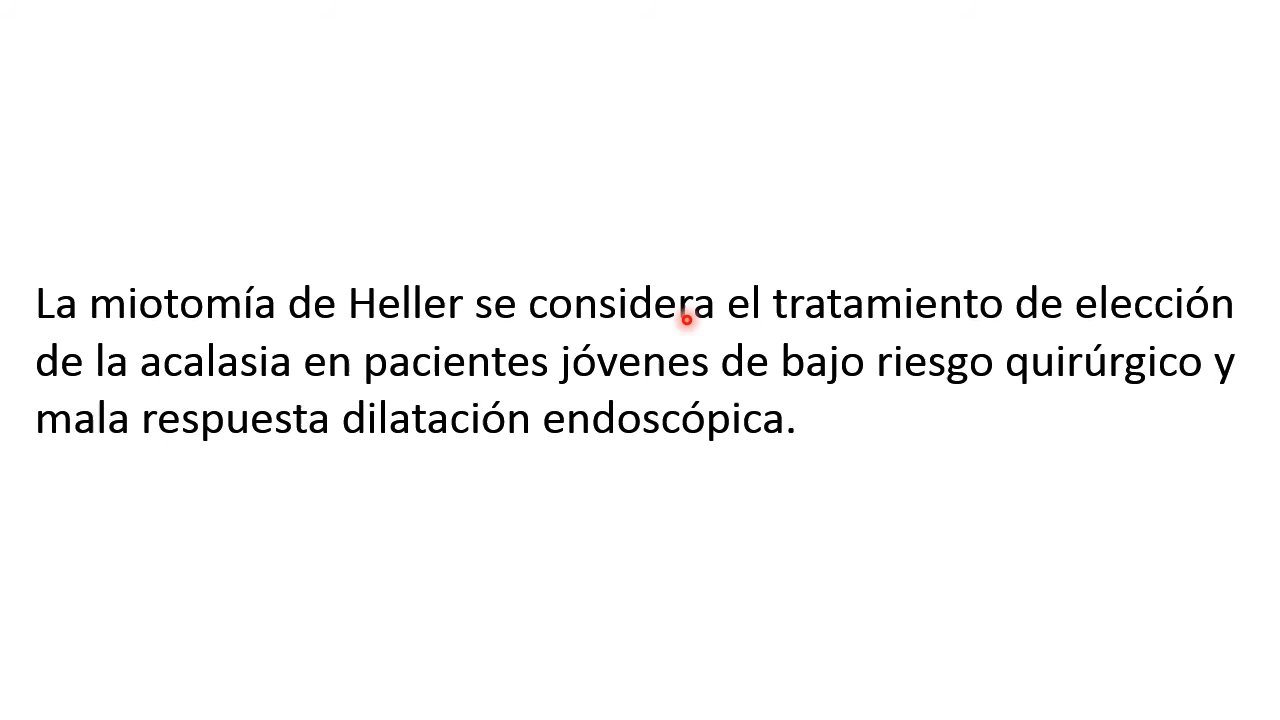 La miotomía de Heller se considera el tratamiento de elección
de la acalasia en pacientes jóvenes de bajo riesgo quirúrgico y
mala respuesta dilatación endoscópica.